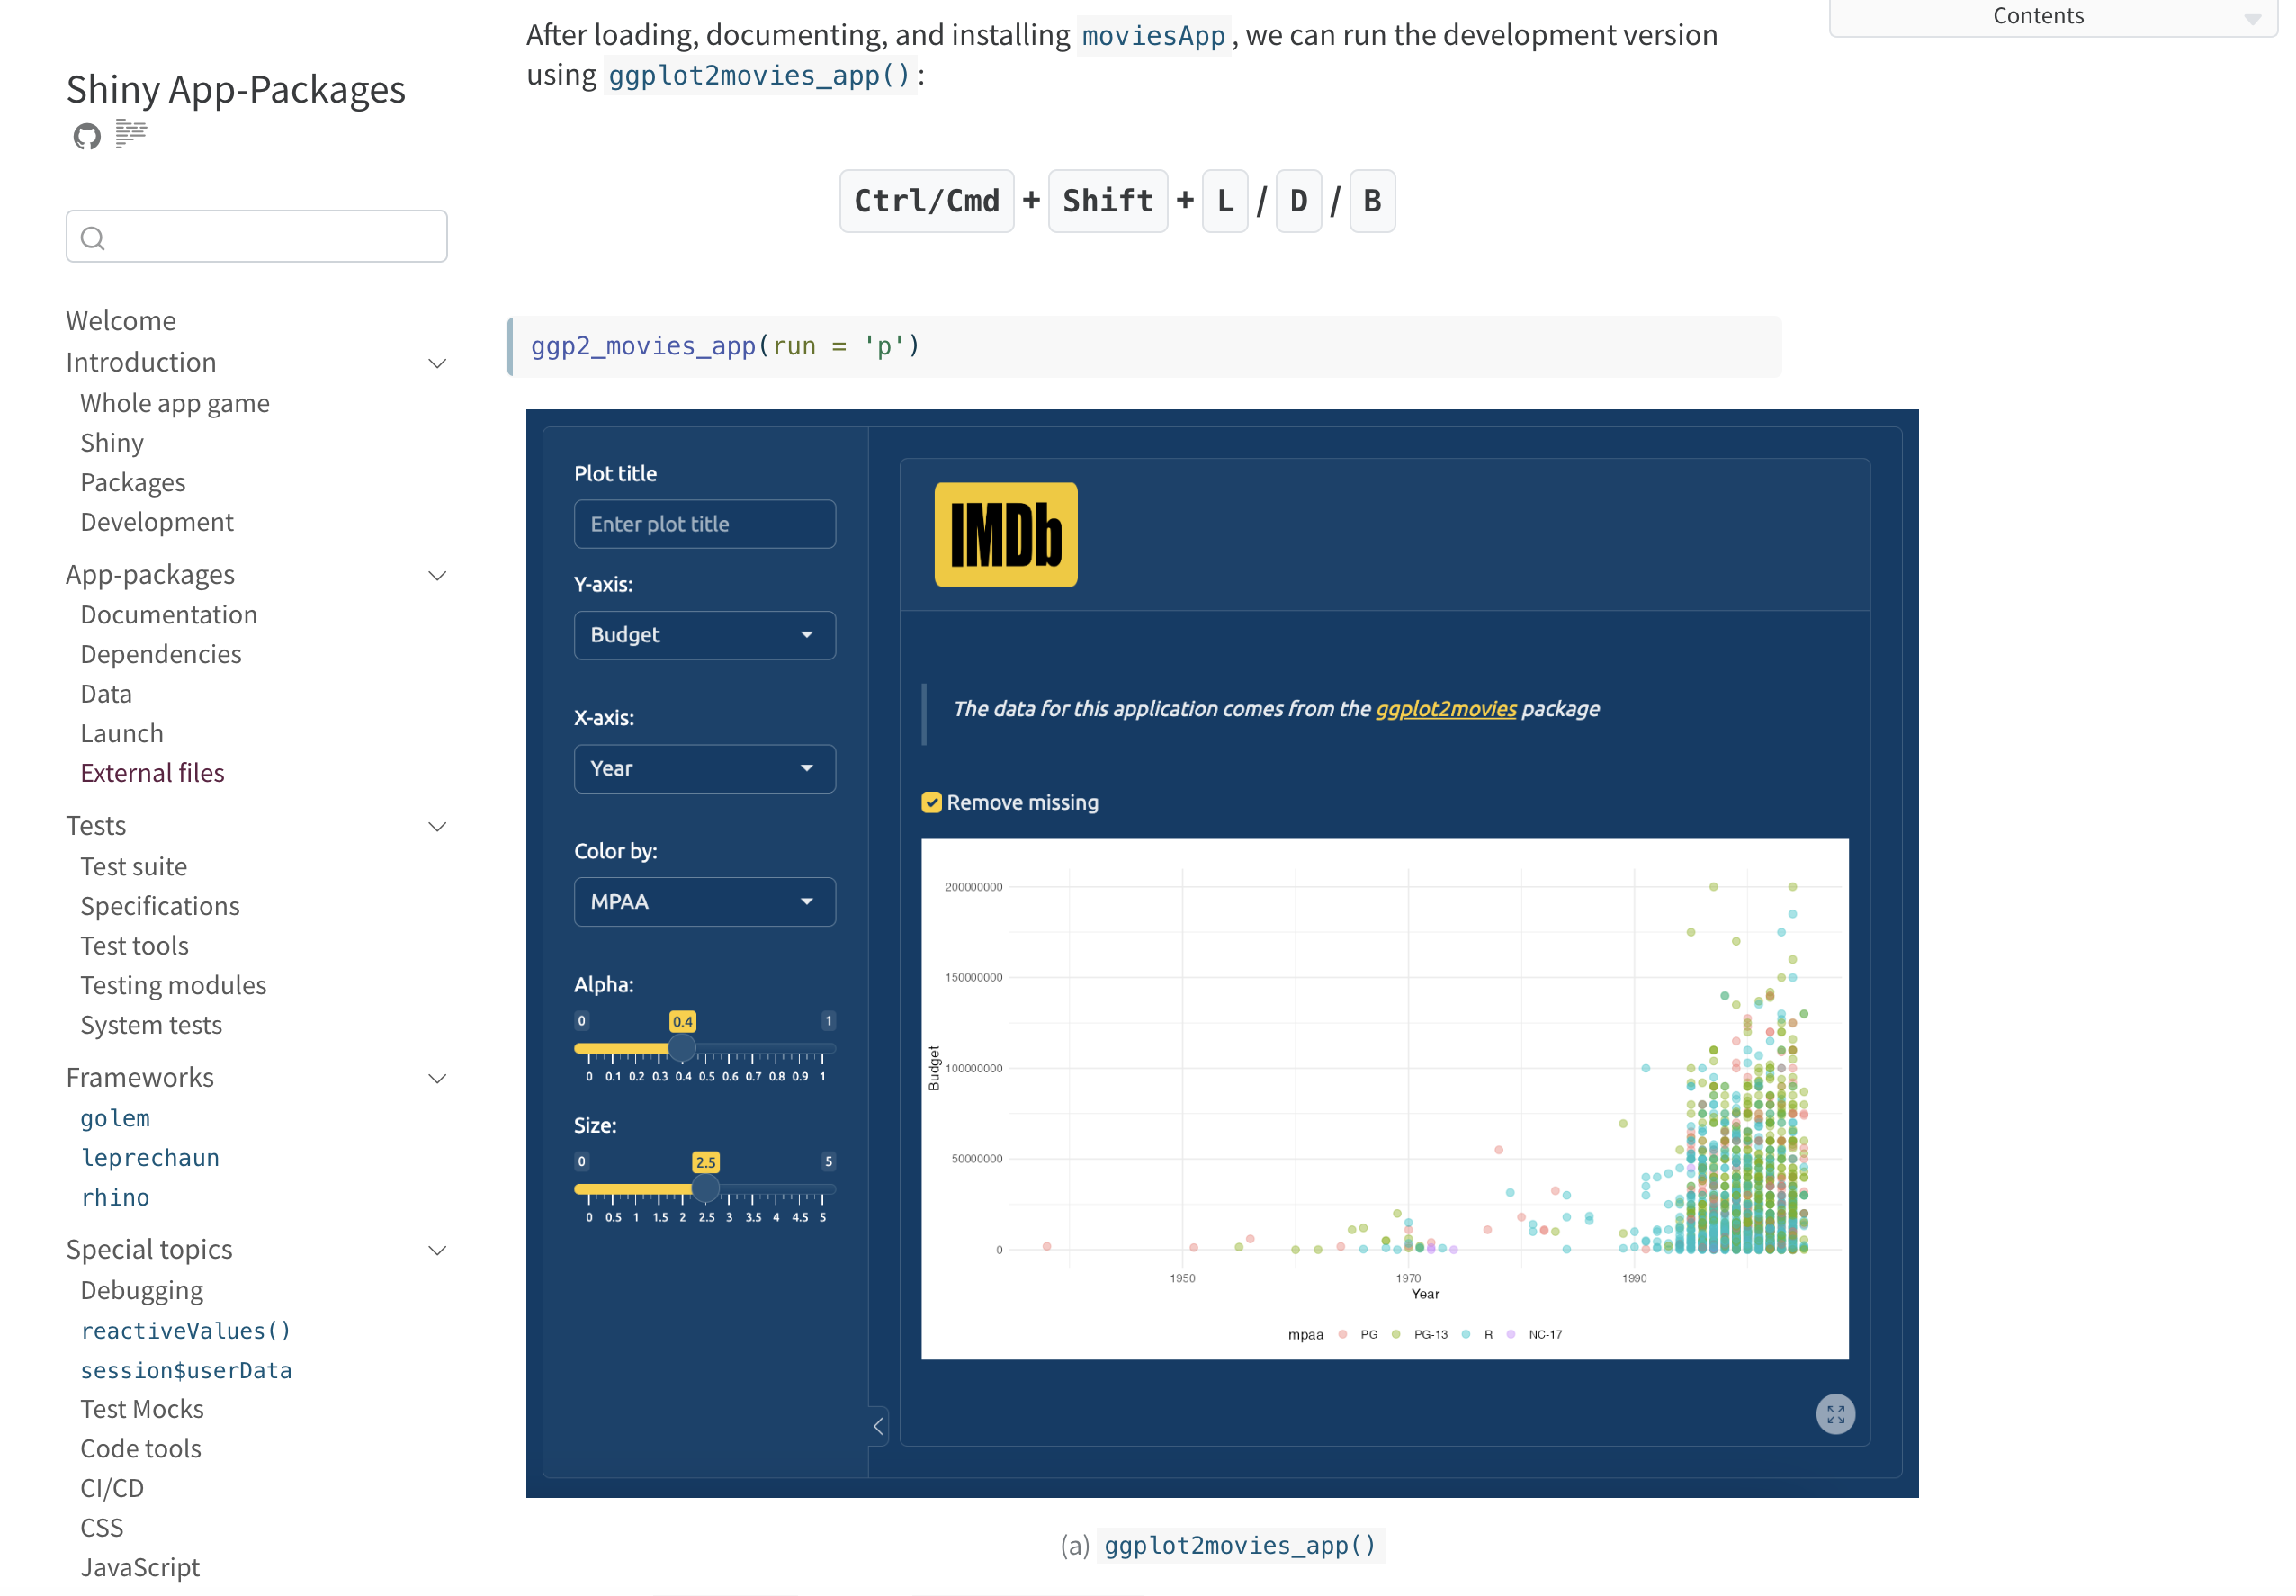 Contents
After loading, documenting, and installing moviesApp, we can run the development version
using ggplot2movies_app():
Ctrl/Cmd + Shift + L / D / B
ggp2_movies_app(run = 'p')
Shiny App-Packages
Welcome
Introduction
Whole app game
Shiny
Packages
Development
App-packages
Documentation
Dependencies
Data
Launch
External files
Tests
Test suite
Specifications
Test tools
Testing modules
System tests
Frameworks
golem
leprechaun
rhino
Special topics
Debugging
reactiveValues()
session$userData
Test Mocks
Code tools
CI/CD
CSS
JavaScript
Plot title
Enter plot title
Y-axis:
Budget
X-axis:
Year
Color by:
MPAA
Alpha:
0 0.4 1
0 0.1 0.2 0.3 0.4 0.5 0.6 0.7 0.8 0.9 1
Size:
0 2.5 5
0 0.5 1 1.5 2 2.5 3 3.5 4 4.5 5
IMDb
The data for this application comes from the ggplot2movies package
Remove missing
200000000
150000000
100000000
50000000
0
Budget
1950 1970 1990
Year
mpaa PG PG-13 R NC-17
(a) ggplot2movies_app()